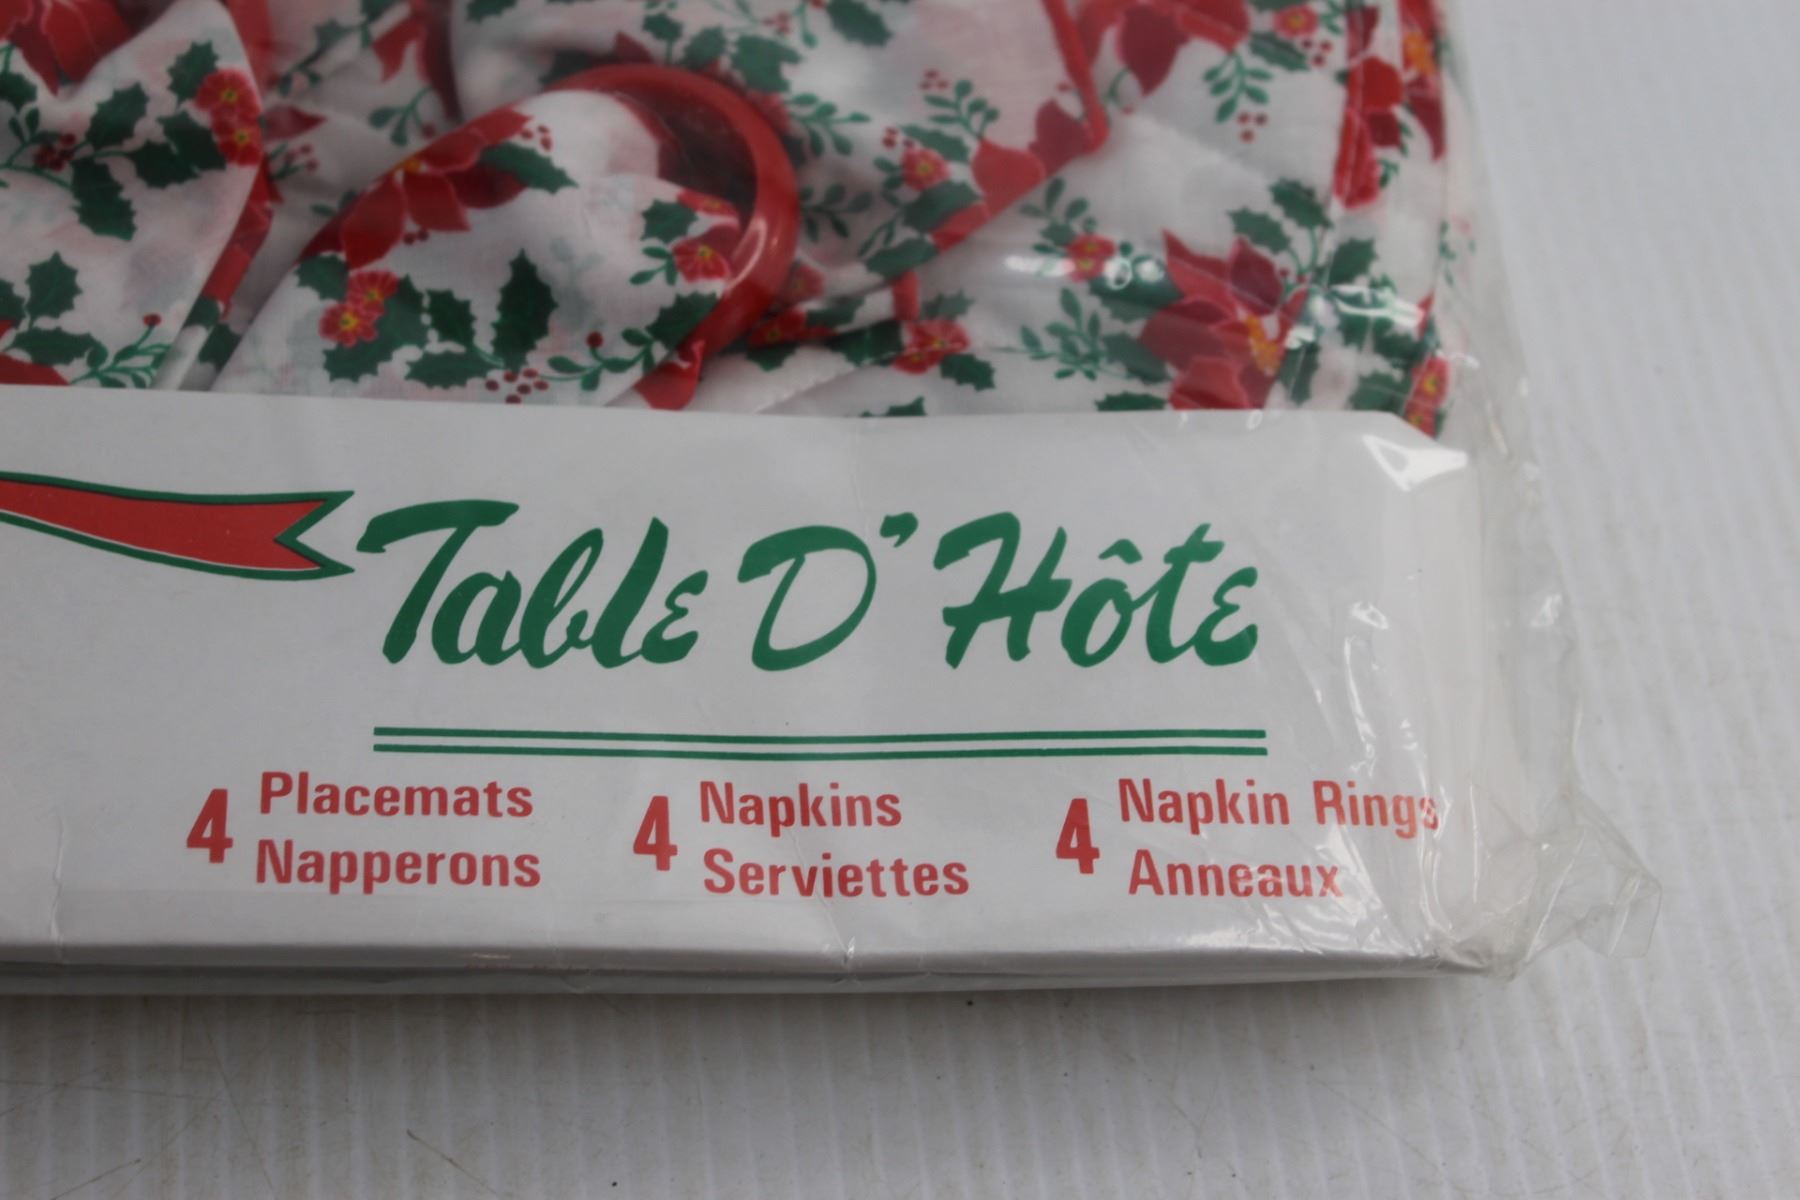 Table D'Hôte
4 Placemats
Napperons
4 Napkins
Serviettes
4 Napkin Rings
Anneaux